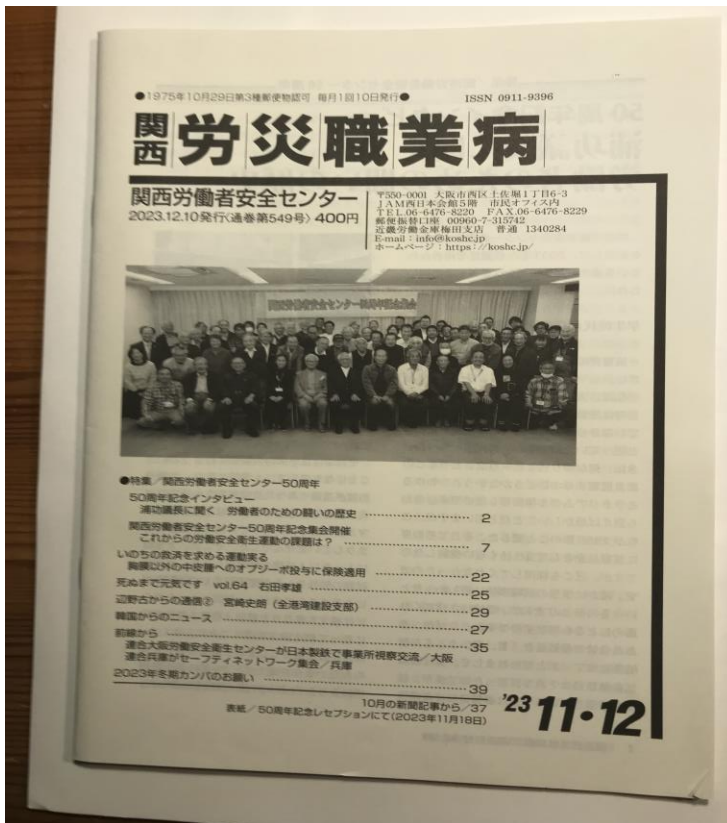 ●1975年10月29日第3種郵便物認可 毎月1回10日発行●
ISSN 0911-9396
関西労災職業病
関西労働者安全センター
2023.12.10発行〈通巻第549号〉400円
〒550-0001 大阪市西区土佐堀1丁目6-3
JAM西日本会館5階 市民オフィス内
TEL.06-6476-8220 FAX.06-6476-8229
郵便振替口座 00960-7-315742
近畿労働金庫梅田支店 普通 1340284
E-mail:info@koshc.jp
ホームページ:https://koshc.jp/
関西労働者安全センター50周年記念集会
●特集/関西労働者安全センター50周年
50周年記念インタビュー
浦功議長に聞く 労働者のための闘いの歴史 ……2
関西労働者安全センター50周年記念集会開催
これからの労働安全衛生運動の課題は? ……7
いのちの救済を求める運動実る
胸膜以外の中皮腫へのオプジーボ投与に保険適用 ……22
死ぬまで元気です vol.64 右田孝雄 ……25
辺野古からの通信② 宮崎史朗(全港湾建設支部) ……29
韓国からのニュース ……27
前線から ……35
連合大阪労働安全衛生センターが日本製鉄で事業所視察交流/大阪
連合兵庫がセーフティネットワーク集会/兵庫
2023年冬期カンパのお願い ……39
10月の新聞記事から/37
表紙/50周年記念レセプションにて(2023年11月18日)
'23 11・12